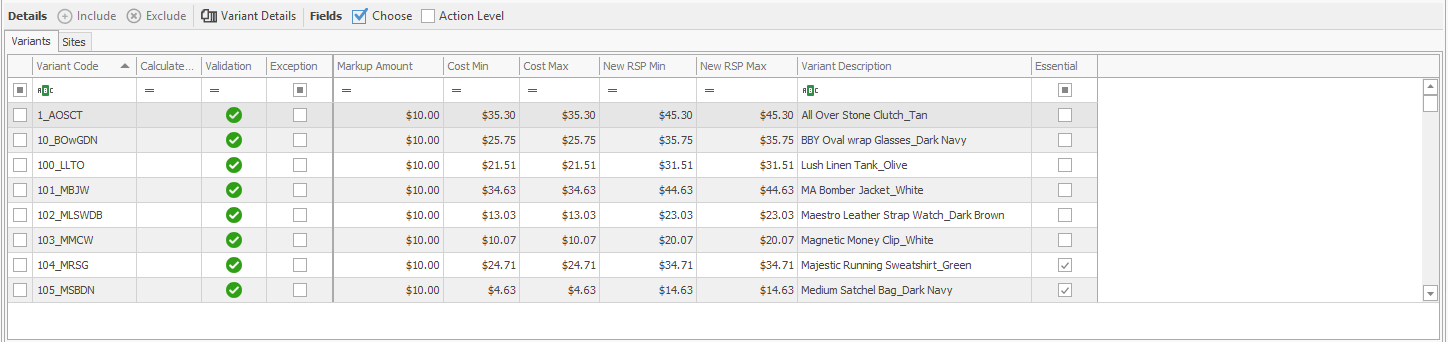 Details Include Exclude Variant Details Fields Choose Action Level
Variants Sites
Variant Code Calculate... Validation Exception Markup Amount Cost Min Cost Max New RSP Min New RSP Max Variant Description Essential
ABC = = = = = = = ABC
1_AOSCT $10.00 $35.30 $35.30 $45.30 $45.30 All Over Stone Clutch_Tan
10_BOwGDN $10.00 $25.75 $25.75 $35.75 $35.75 BBY Oval wrap Glasses_Dark Navy
100_LLTO $10.00 $21.51 $21.51 $31.51 $31.51 Lush Linen Tank_Olive
101_MBJW $10.00 $34.63 $34.63 $44.63 $44.63 MA Bomber Jacket_White
102_MLSWDB $10.00 $13.03 $13.03 $23.03 $23.03 Maestro Leather Strap Watch_Dark Brown
103_MMCW $10.00 $10.07 $10.07 $20.07 $20.07 Magnetic Money Clip_White
104_MRSG $10.00 $24.71 $24.71 $34.71 $34.71 Majestic Running Sweatshirt_Green
105_MSBDN $10.00 $4.63 $4.63 $14.63 $14.63 Medium Satchel Bag_Dark Navy